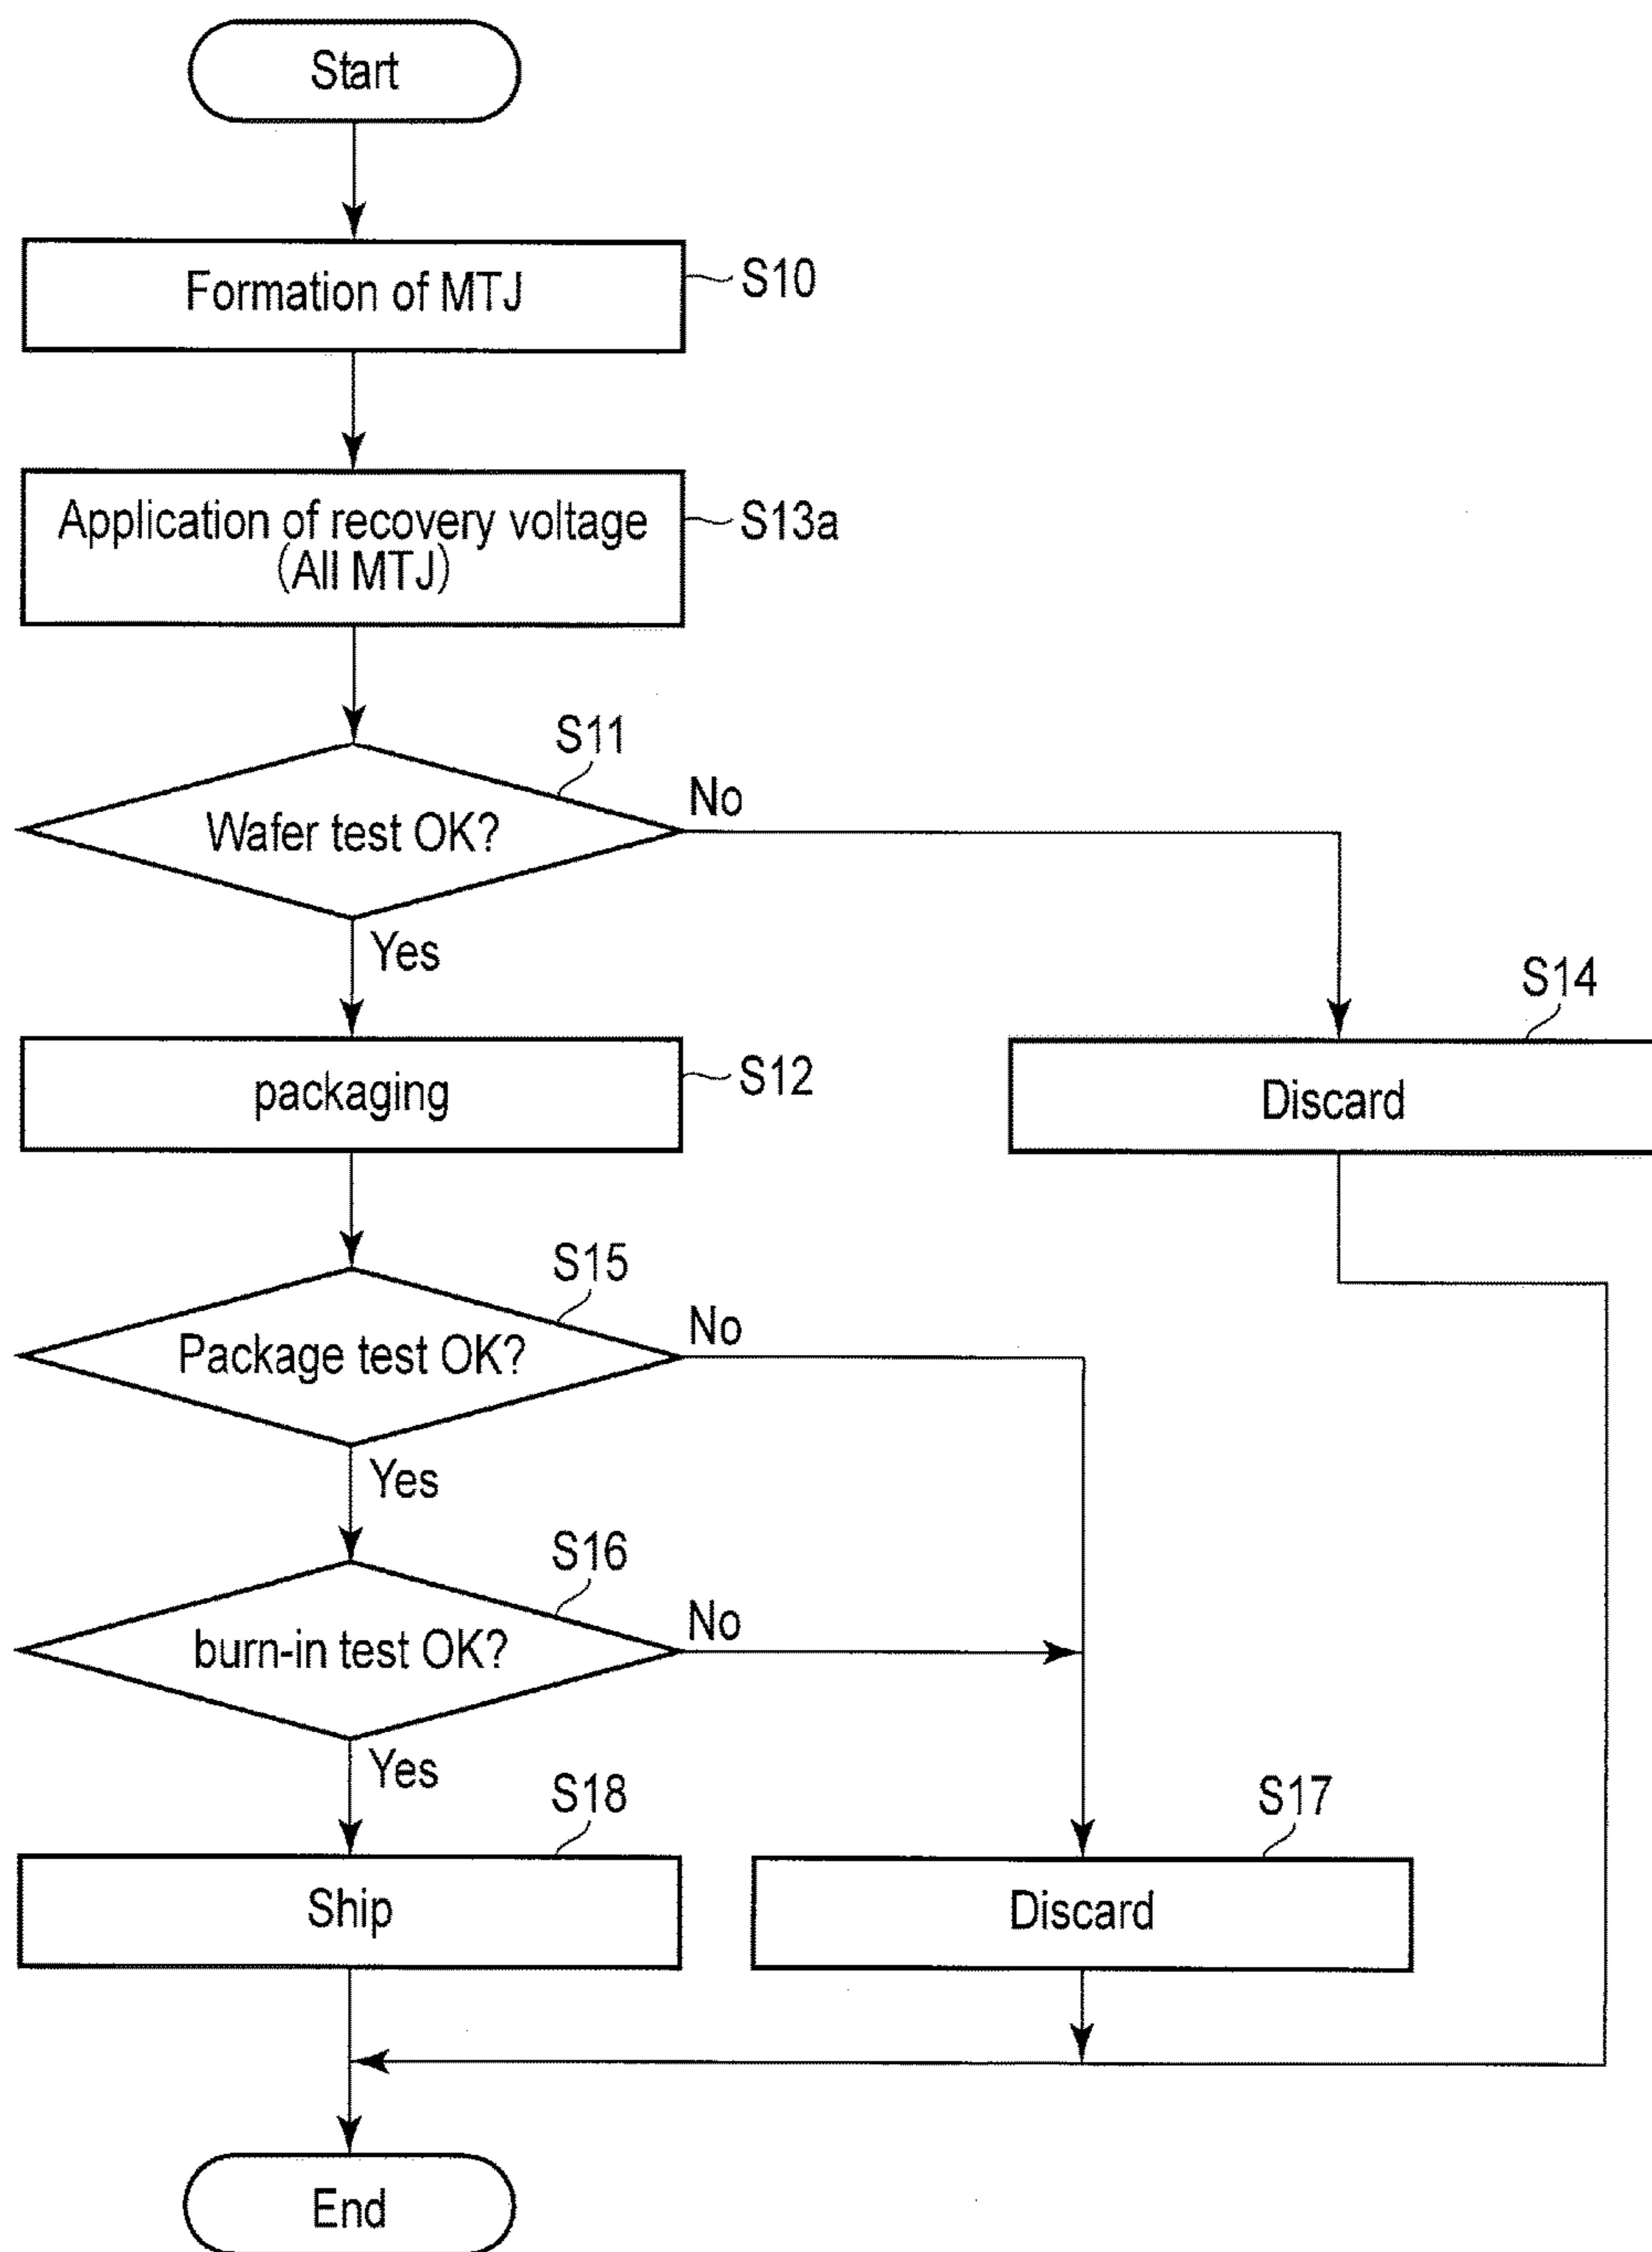 Start
Formation of MTJ
S10
Application of recovery voltage
(All MTJ)
S13a
S11
Wafer test OK?
No
Yes
S14
packaging
S12
Discard
S15
Package test OK?
No
Yes
S16
burn-in test OK?
No
Yes
S18
S17
Ship
Discard
End